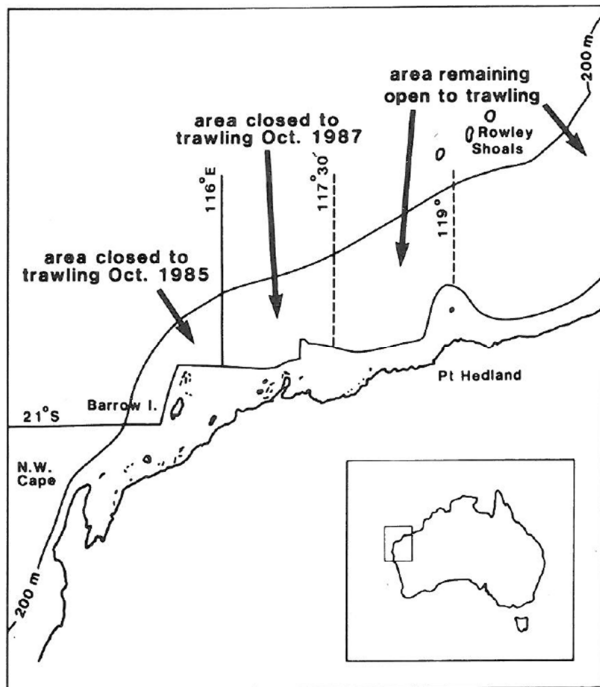 200 m
area remaining
open to trawling
Rowley
Shoals
area closed to
trawling Oct. 1987
116°E
117°30′
119°
area closed to
trawling Oct. 1985
Pt Hedland
Barrow I.
21°S
N.W.
Cape
200 m